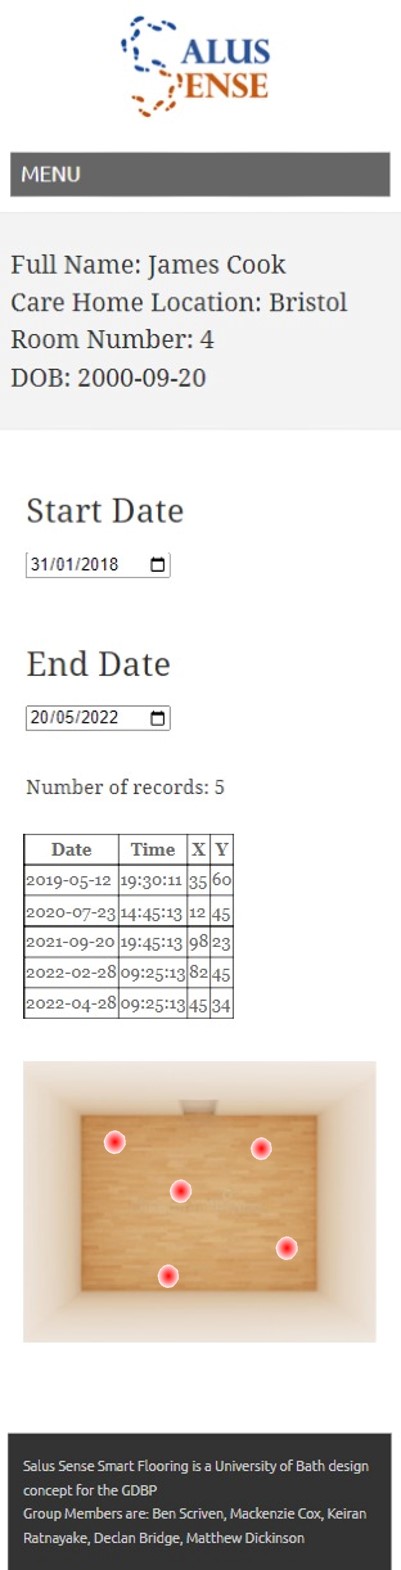 ALUS
ENSE
MENU
Full Name: James Cook
Care Home Location: Bristol
Room Number: 4
DOB: 2000-09-20
Start Date
31/01/2018
End Date
20/05/2022
Number of records: 5
Date Time X Y
2019-05-12 19:30:11 35 60
2020-07-23 14:45:13 12 45
2021-09-20 19:45:13 98 23
2022-02-28 09:25:13 82 45
2022-04-28 09:25:13 45 34
Salus Sense Smart Flooring is a University of Bath design
concept for the GDBP
Group Members are: Ben Scriven, Mackenzie Cox, Keiran
Ratnayake, Declan Bridge, Matthew Dickinson